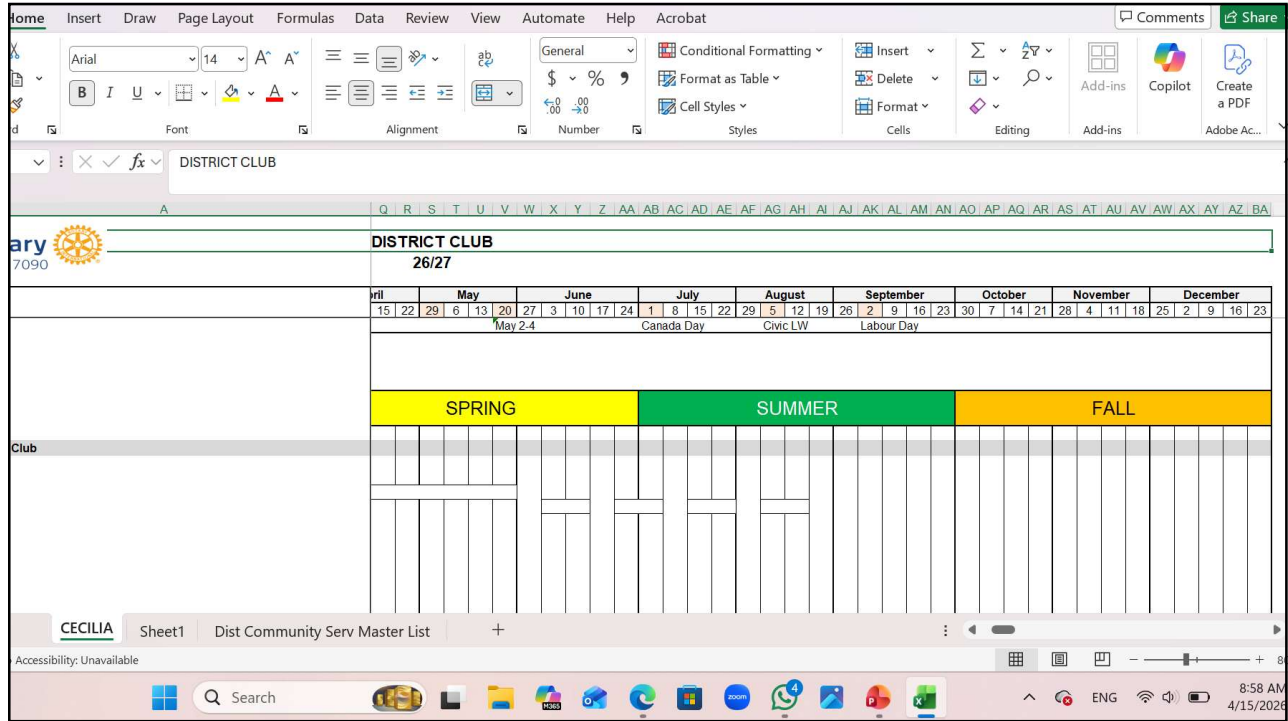 Home Insert Draw Page Layout Formulas Data Review View Automate Help Acrobat Comments Share
Arial 14 A^ A˅ ab General Conditional Formatting Insert Σ
B I U A $ % , Format as Table Delete Add-ins Copilot Create a PDF
Cell Styles Format
Font Alignment Number Styles Cells Editing Add-ins Adobe Ac...
fx DISTRICT CLUB
A Q R S T U V W X Y Z AA AB AC AD AE AF AG AH AI AJ AK AL AM AN AO AP AQ AR AS AT AU AV AW AX AY AZ BA
ary DISTRICT CLUB
7090 26/27
pril May June July August September October November December
15 22 29 6 13 20 27 3 10 17 24 1 8 15 22 29 5 12 19 26 2 9 16 23 30 7 14 21 28 4 11 18 25 2 9 16 23
May 2-4 Canada Day Civic LW Labour Day
SPRING SUMMER FALL
Club
CECILIA Sheet1 Dist Community Serv Master List +
Accessibility: Unavailable
Search M365 zoom 4 ENG 8:58 AM
4/15/202